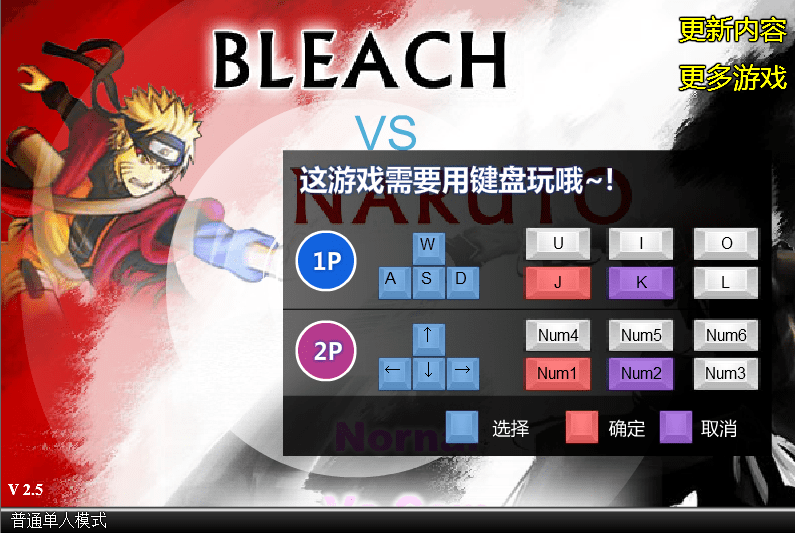 BLEACH
更新内容
更多游戏
VS
NARUTO
这游戏需要用键盘玩哦~!
1P
W
A S D
U I O
J K L
2P
↑
← ↓ →
Num4 Num5 Num6
Num1 Num2 Num3
选择 确定 取消
V 2.5
普通单人模式